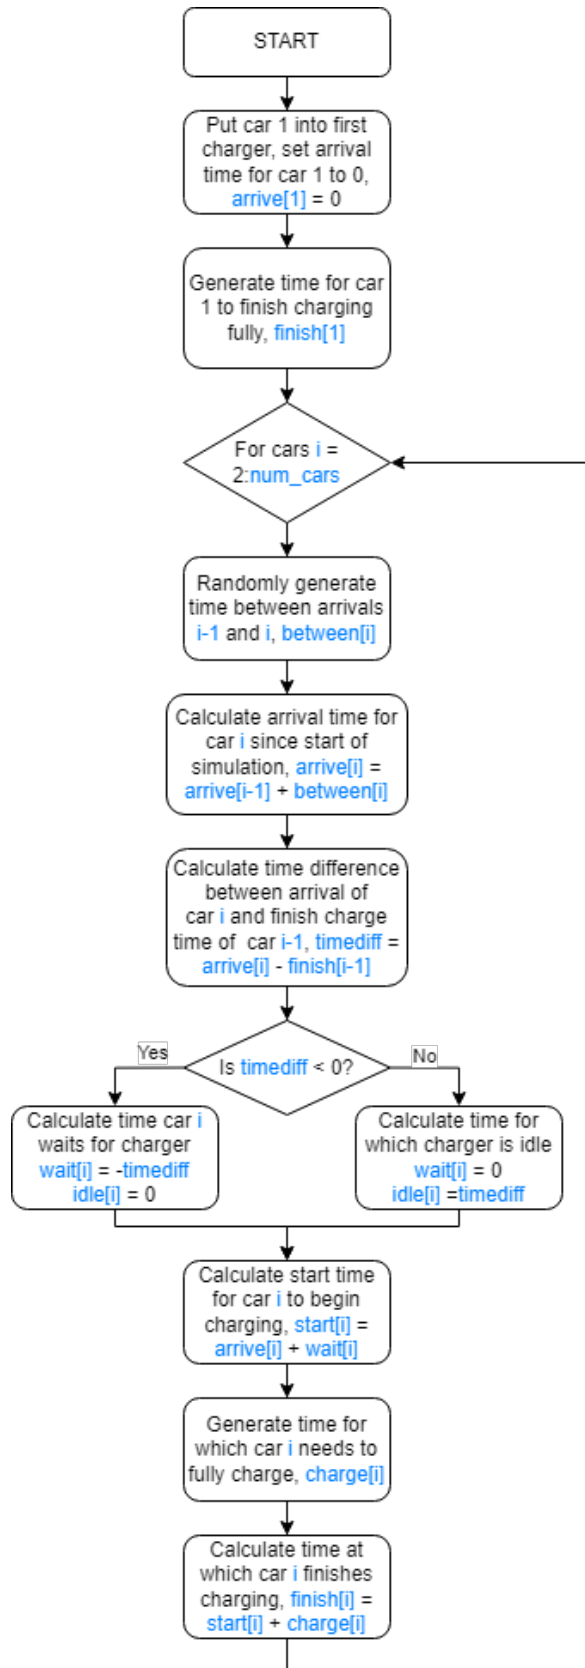 START
Put car 1 into first
charger, set arrival
time for car 1 to 0,
arrive[1] = 0
Generate time for car
1 to finish charging
fully, finish[1]
For cars i =
2:num_cars
Randomly generate
time between arrivals
i-1 and i, between[i]
Calculate arrival time for
car i since start of
simulation, arrive[i] =
arrive[i-1] + between[i]
Calculate time difference
between arrival of
car i and finish charge
time of car i-1, timediff =
arrive[i] - finish[i-1]
Is timediff < 0?
Yes
No
Calculate time car i
waits for charger
wait[i] = -timediff
idle[i] = 0
Calculate time for
which charger is idle
wait[i] = 0
idle[i] =timediff
Calculate start time
for car i to begin
charging, start[i] =
arrive[i] + wait[i]
Generate time for
which car i needs to
fully charge, charge[i]
Calculate time at
which car i finishes
charging, finish[i] =
start[i] + charge[i]